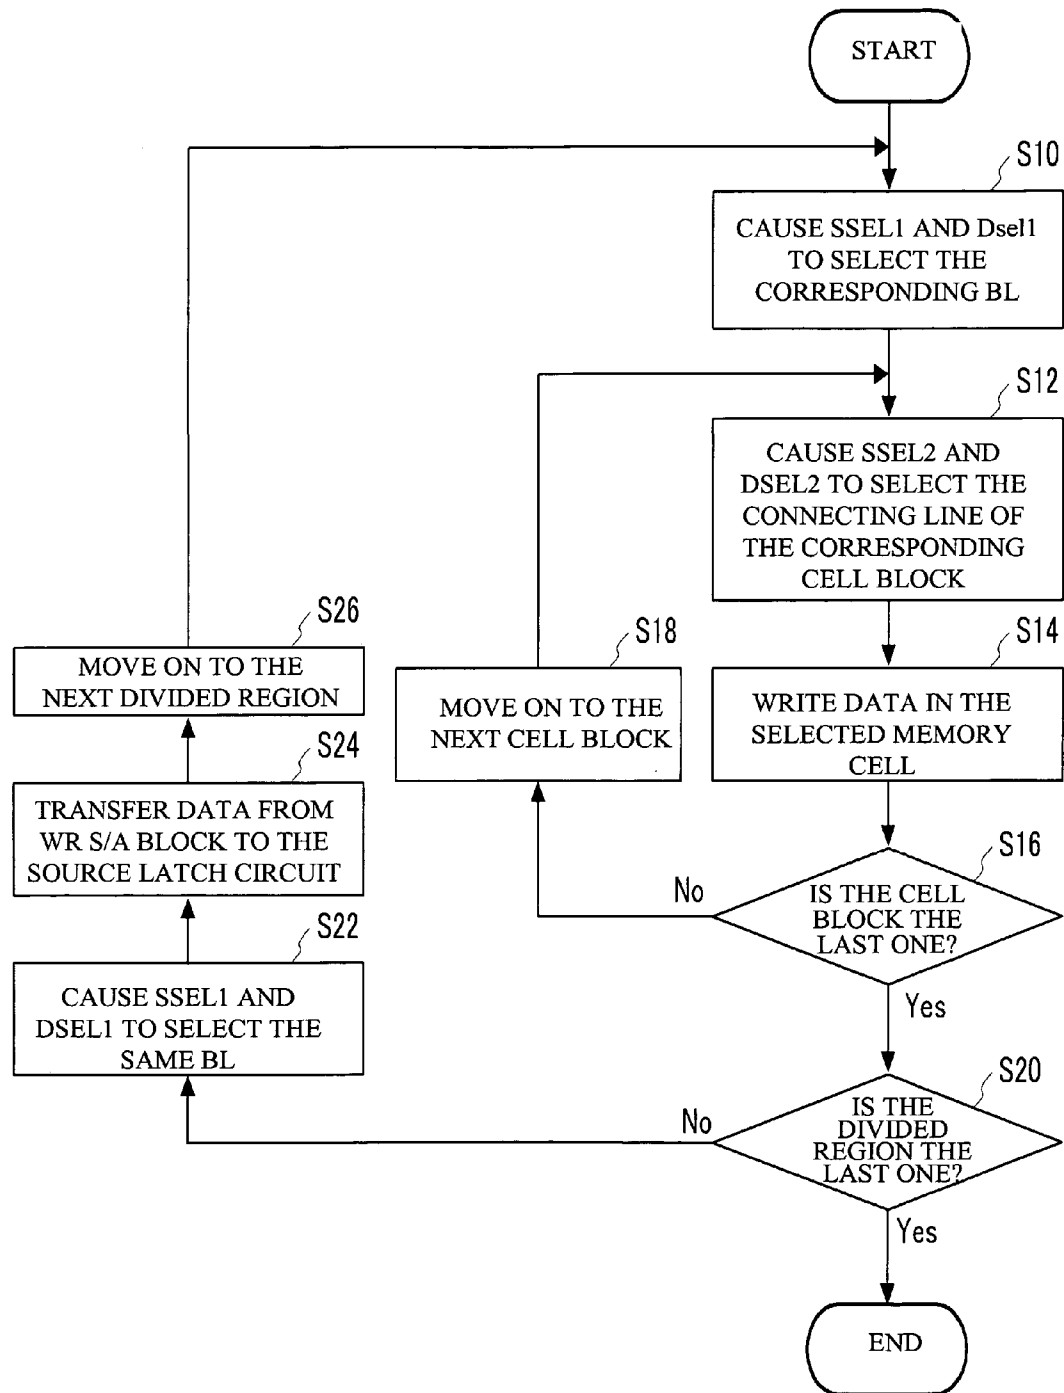 START
S10
CAUSE SSEL1 AND Dsel1
TO SELECT THE
CORRESPONDING BL
S12
CAUSE SSEL2 AND
DSEL2 TO SELECT THE
CONNECTING LINE OF
THE CORRESPONDING
CELL BLOCK
S14
WRITE DATA IN THE
SELECTED MEMORY
CELL
S16
IS THE CELL
BLOCK THE
LAST ONE?
No
Yes
S18
MOVE ON TO THE
NEXT CELL BLOCK
S20
IS THE
DIVIDED
REGION THE
LAST ONE?
No
Yes
S22
CAUSE SSEL1 AND
DSEL1 TO SELECT THE
SAME BL
S24
TRANSFER DATA FROM
WR S/A BLOCK TO THE
SOURCE LATCH CIRCUIT
S26
MOVE ON TO THE
NEXT DIVIDED REGION
END